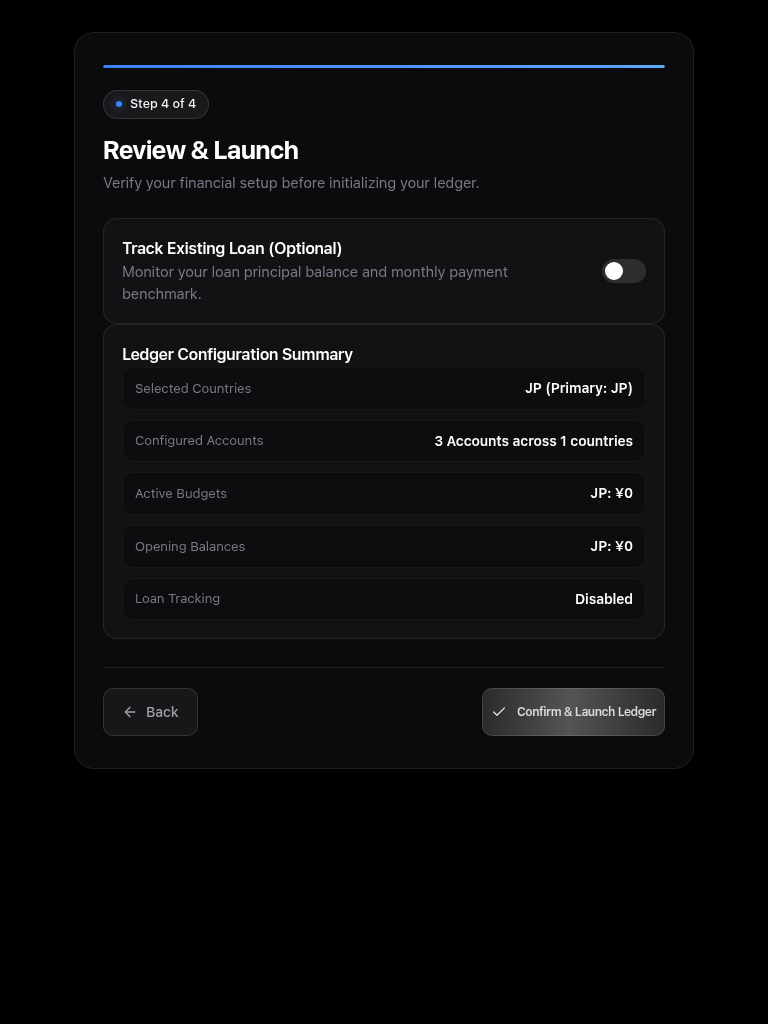 Step 4 of 4
Review & Launch
Verify your financial setup before initializing your ledger.
Track Existing Loan (Optional)
Monitor your loan principal balance and monthly payment
benchmark.
Ledger Configuration Summary
Selected Countries JP (Primary: JP)
Configured Accounts 3 Accounts across 1 countries
Active Budgets JP: ¥0
Opening Balances JP: ¥0
Loan Tracking Disabled
Back Confirm & Launch Ledger